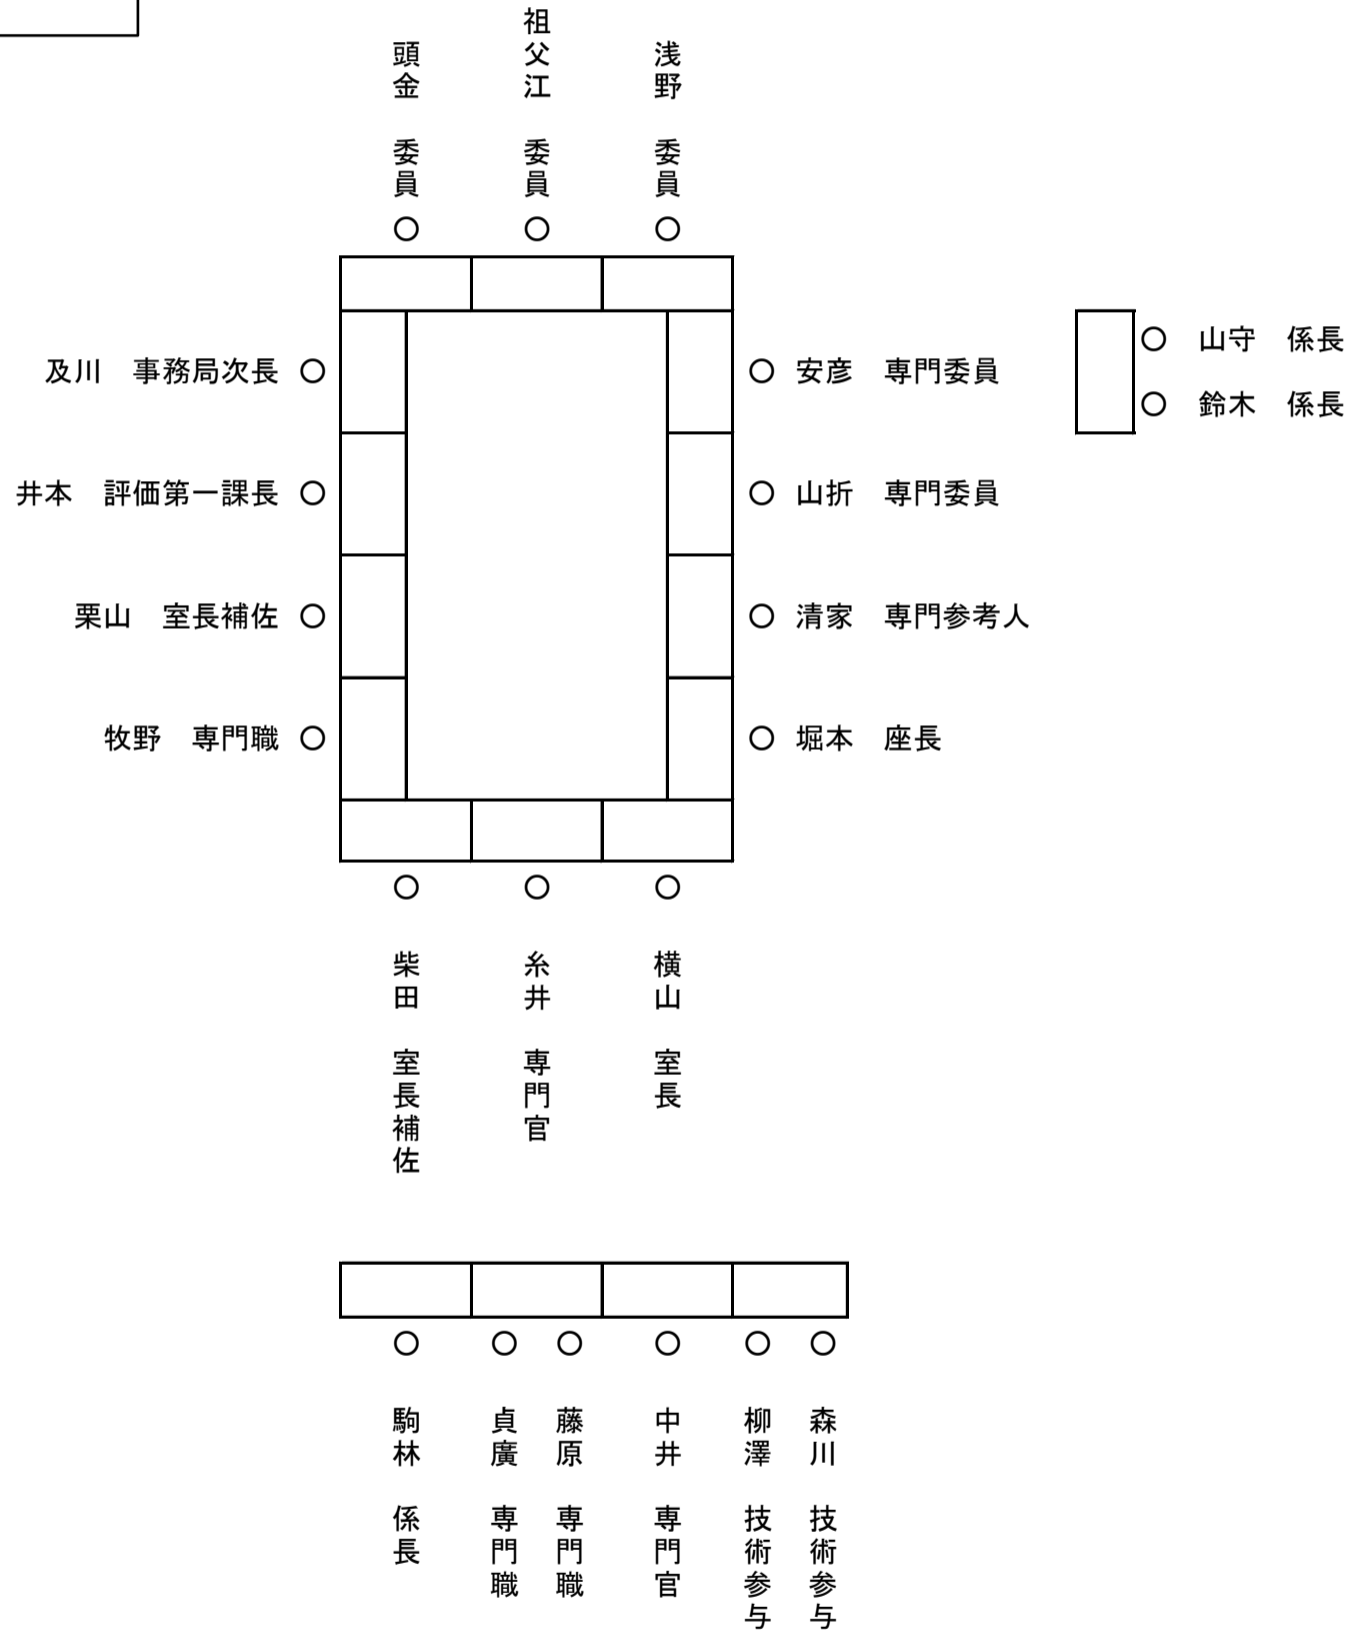 頭金　委員
祖父江　委員
浅野　委員
及川　事務局次長
井本　評価第一課長
栗山　室長補佐
牧野　専門職
安彦　専門委員
山折　専門委員
清家　専門参考人
堀本　座長
山守　係長
鈴木　係長
柴田　室長補佐
糸井　専門官
横山　室長
駒林　係長
貞廣　専門職
藤原　専門職
中井　専門官
柳澤　技術参与
森川　技術参与